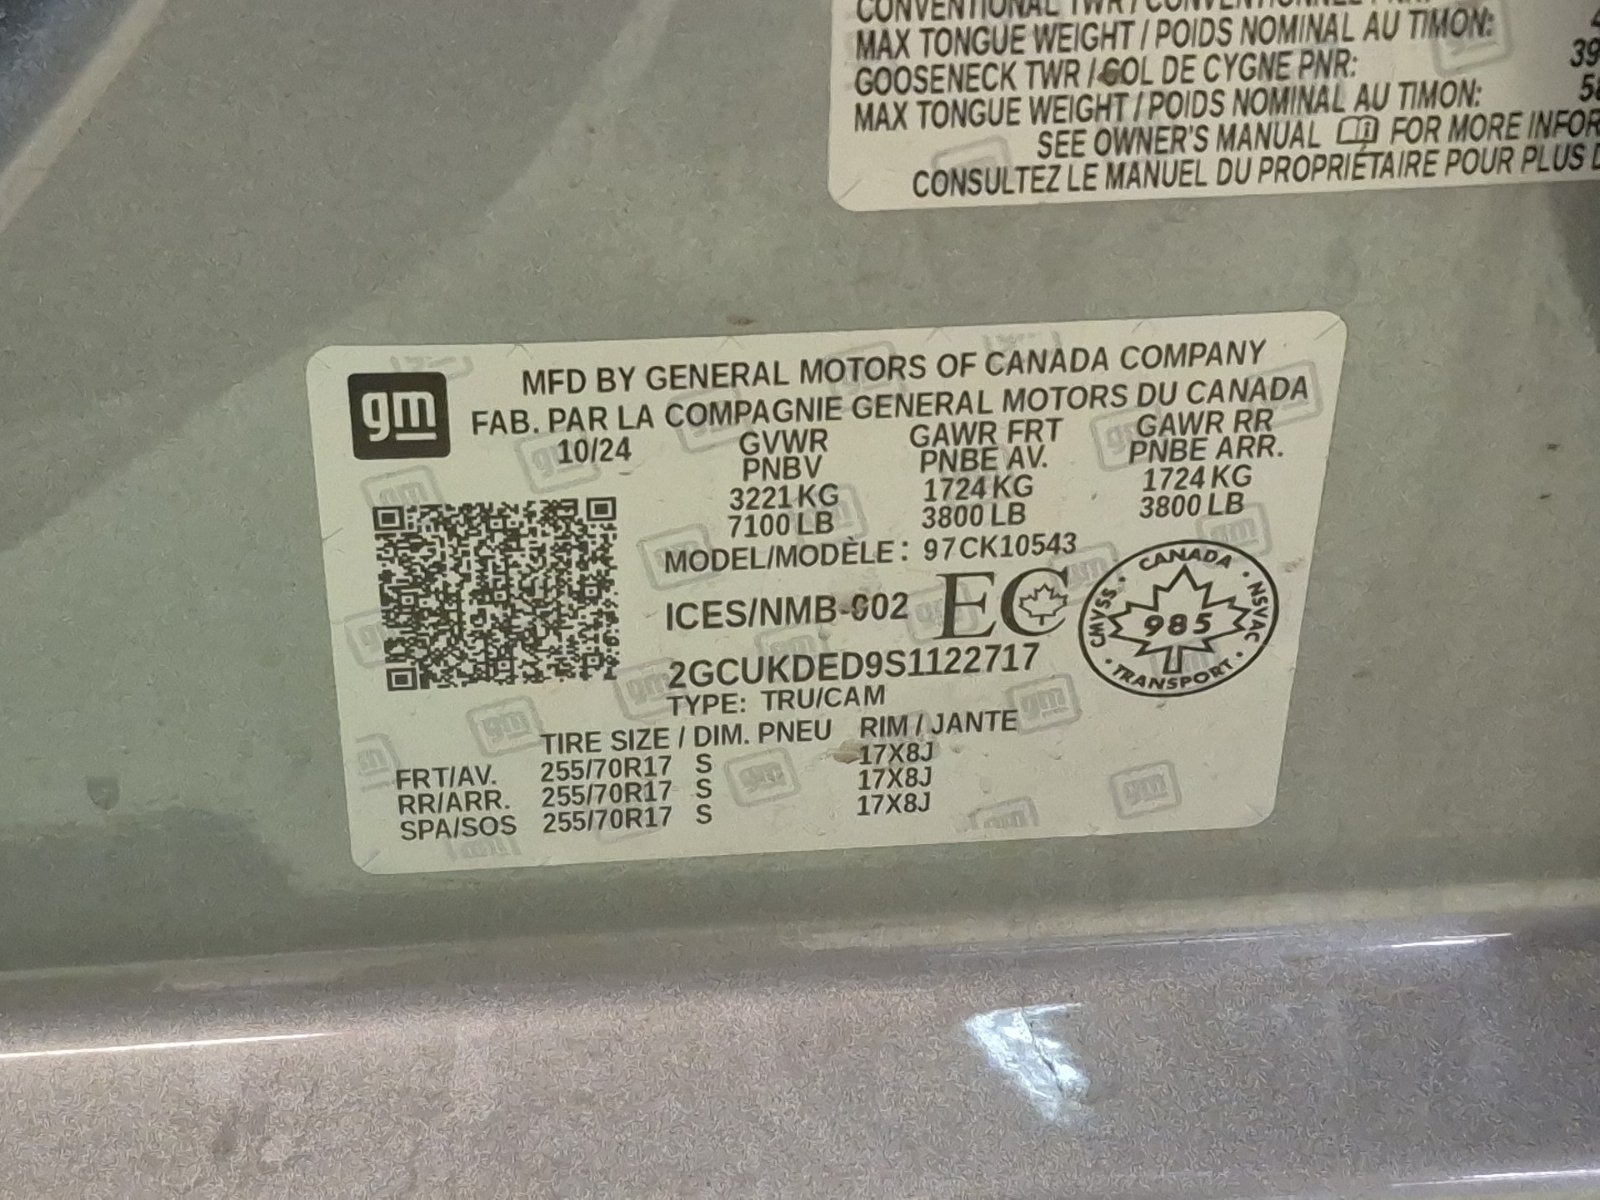 MAX TONGUE WEIGHT / POIDS NOMINAL AU TIMON:
GOOSENECK TWR / COL DE CYGNE PNR:
MAX TONGUE WEIGHT / POIDS NOMINAL AU TIMON:
SEE OWNER'S MANUAL FOR MORE
CONSULTEZ LE MANUEL DU PROPRIÉTAIRE POUR PLUS
gm
MFD BY GENERAL MOTORS OF CANADA COMPANY
FAB. PAR LA COMPAGNIE GENERAL MOTORS DU CANADA
10/24 GVWR GAWR FRT GAWR RR
PNBV PNBE AV. PNBE ARR.
3221 KG 1724 KG 1724 KG
7100 LB 3800 LB 3800 LB
MODEL/MODÈLE: 97CK10543
ICES/NMB-002 EC
CANADA
CMVSS 985 NSVAC
TRANSPORT
2GCUKDED9S1122717
TYPE: TRU/CAM
TIRE SIZE / DIM. PNEU RIM / JANTE
FRT/AV. 255/70R17 S 17X8J
RR/ARR. 255/70R17 S 17X8J
SPA/SOS 255/70R17 S 17X8J